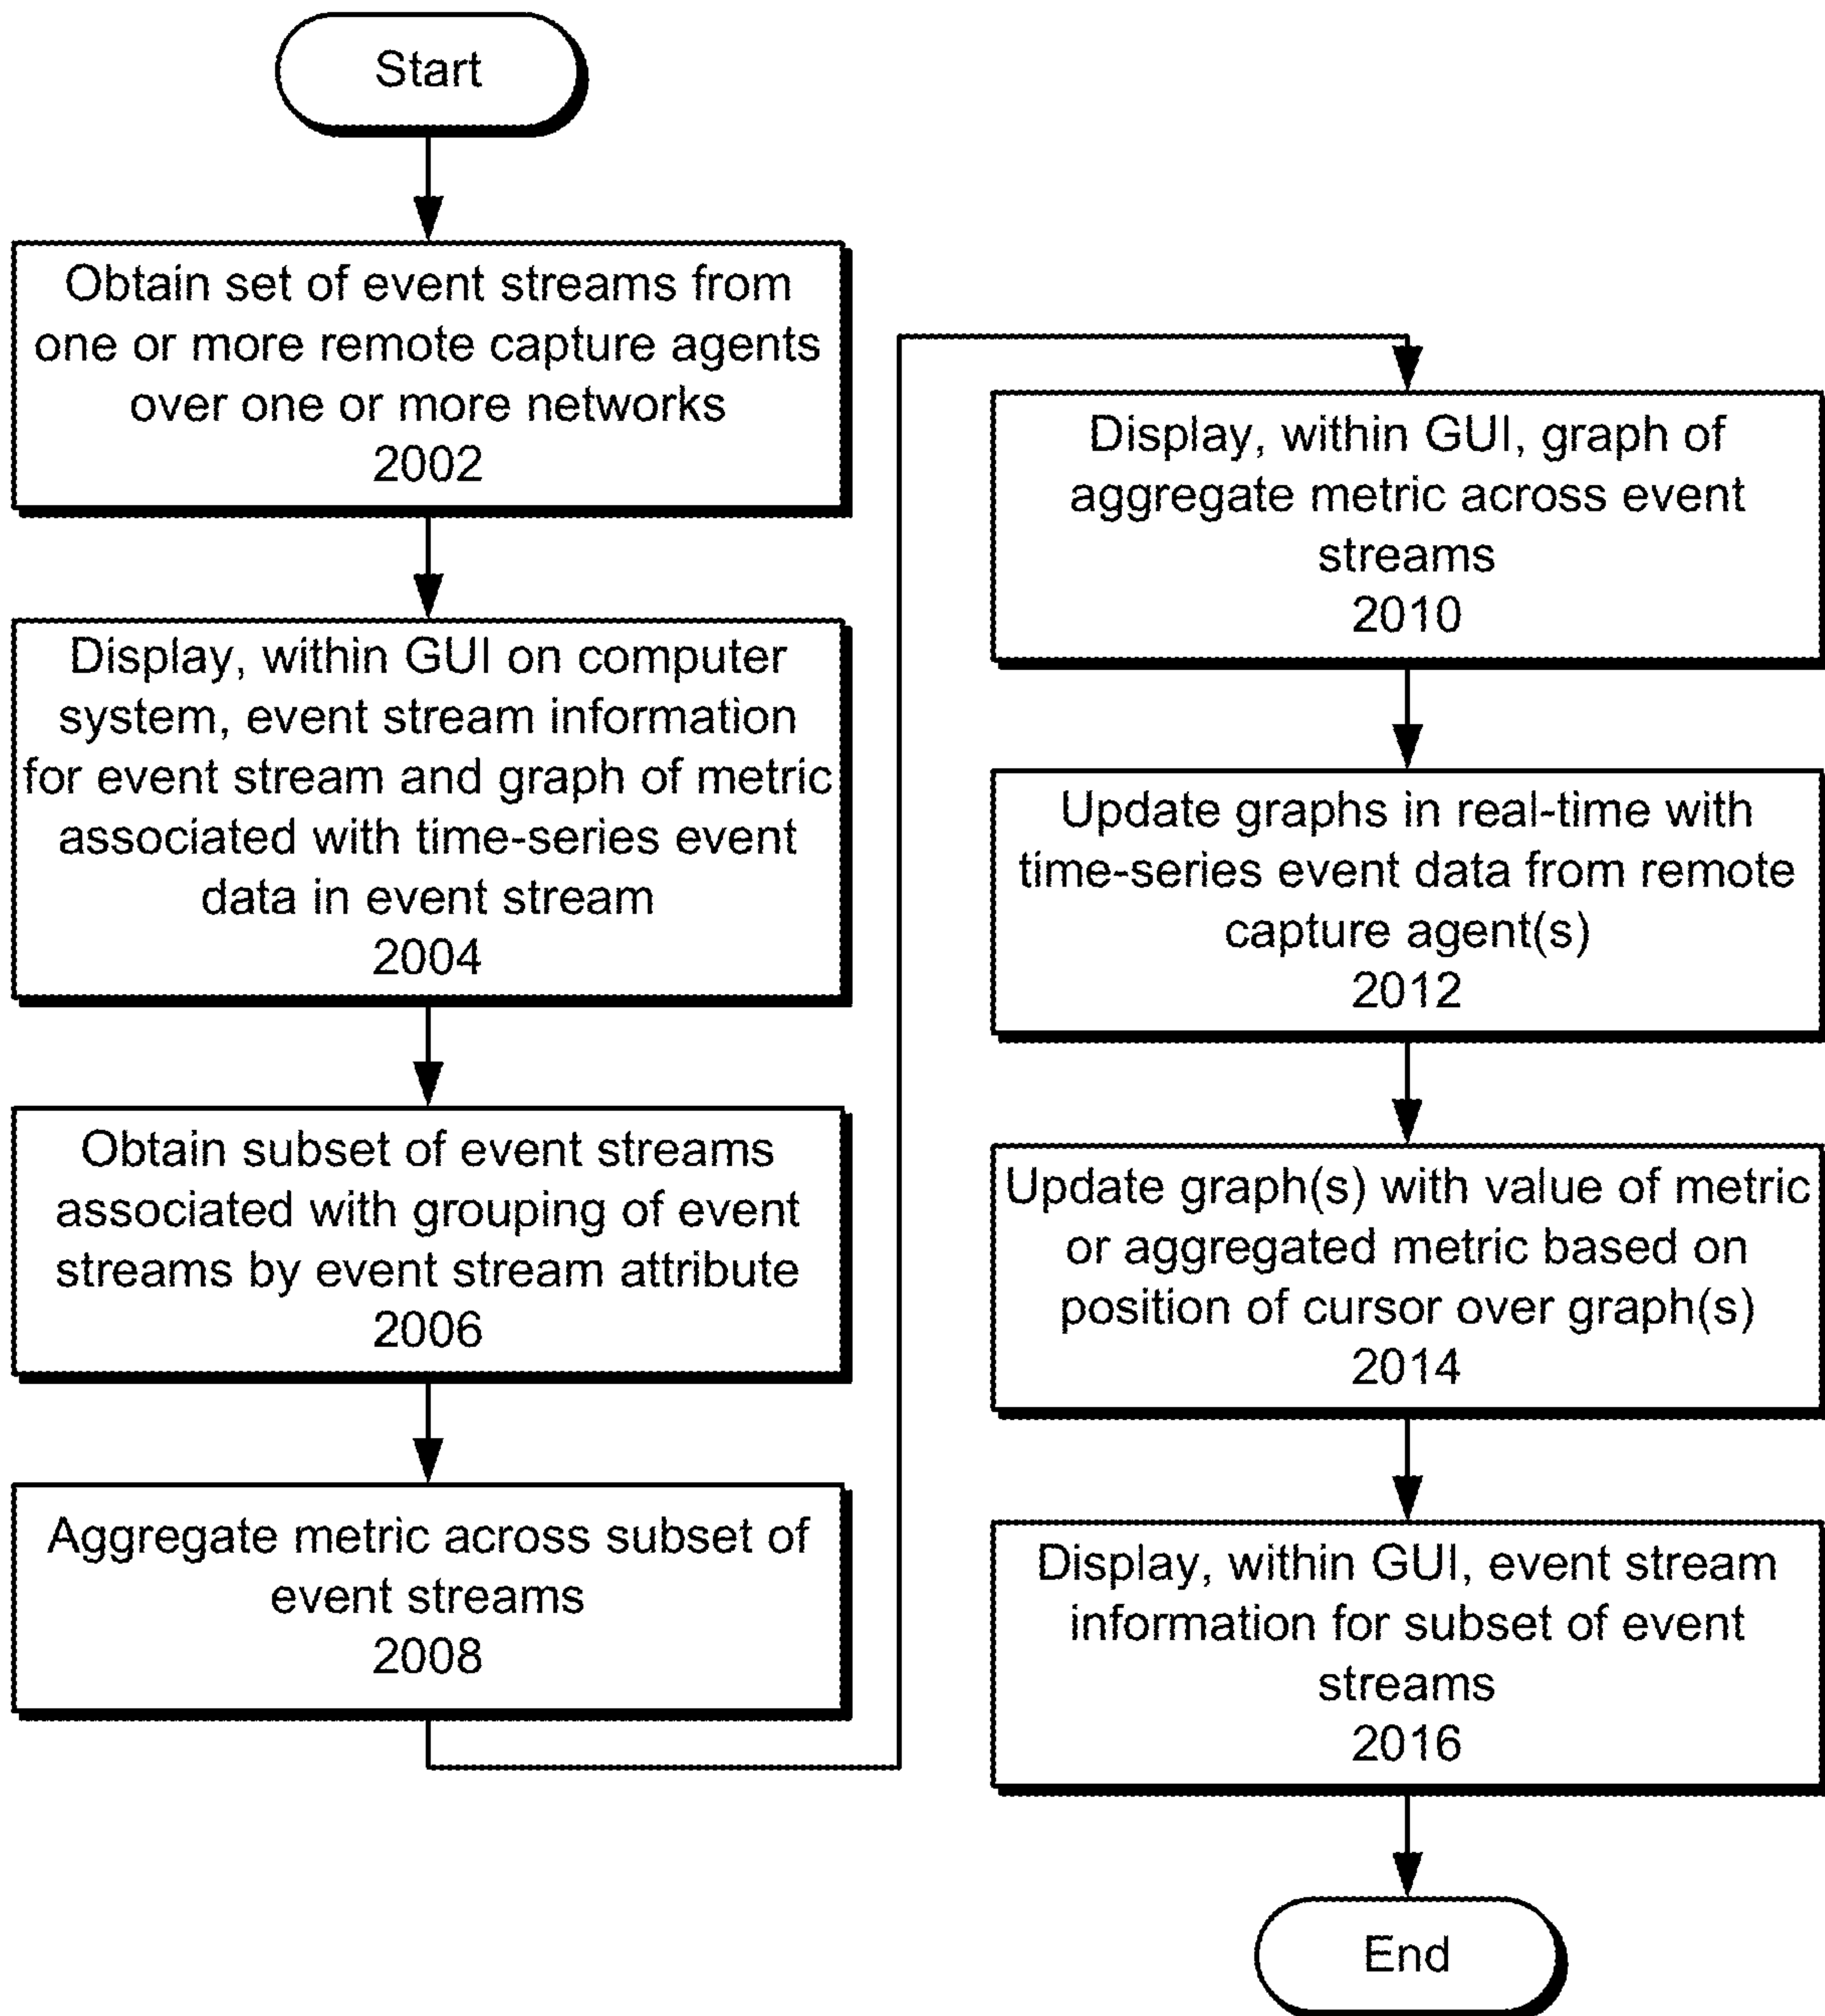 Start
Obtain set of event streams from
one or more remote capture agents
over one or more networks
2002
Display, within GUI on computer
system, event stream information
for event stream and graph of metric
associated with time-series event
data in event stream
2004
Obtain subset of event streams
associated with grouping of event
streams by event stream attribute
2006
Aggregate metric across subset of
event streams
2008
Display, within GUI, graph of
aggregate metric across event
streams
2010
Update graphs in real-time with
time-series event data from remote
capture agent(s)
2012
Update graph(s) with value of metric
or aggregated metric based on
position of cursor over graph(s)
2014
Display, within GUI, event stream
information for subset of event
streams
2016
End